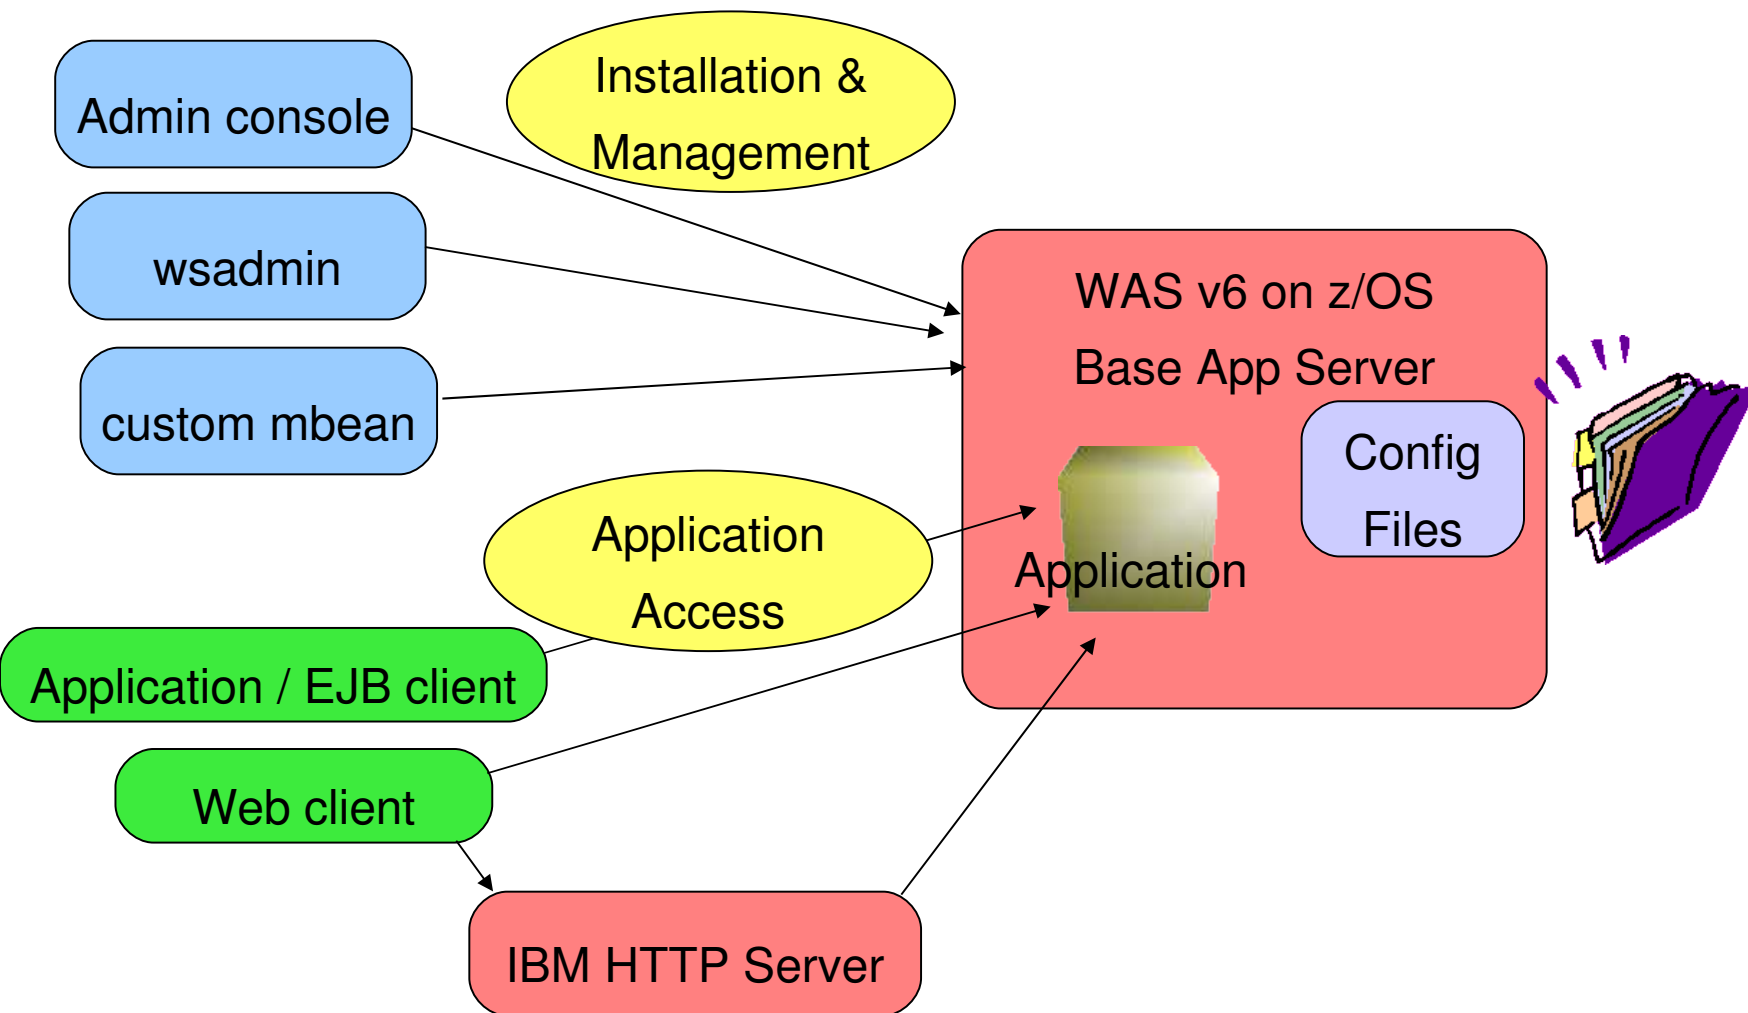 Admin console
Installation &
Management
wsadmin
custom mbean
WAS v6 on z/OS
Base App Server
Config
Files
Application
Application
Access
Application / EJB client
Web client
IBM HTTP Server